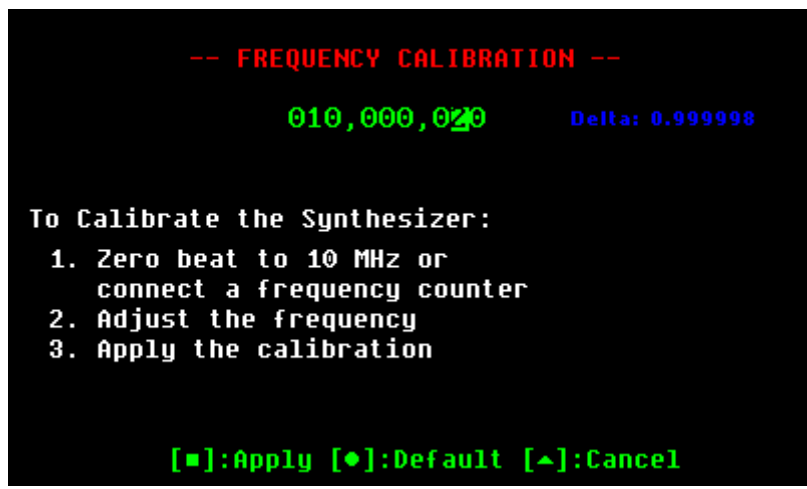 -- FREQUENCY CALIBRATION --
010,000,020 Delta: 0.999998
To Calibrate the Synthesizer:
1. Zero beat to 10 MHz or
connect a frequency counter
2. Adjust the frequency
3. Apply the calibration
[■]:Apply [●]:Default [▲]:Cancel